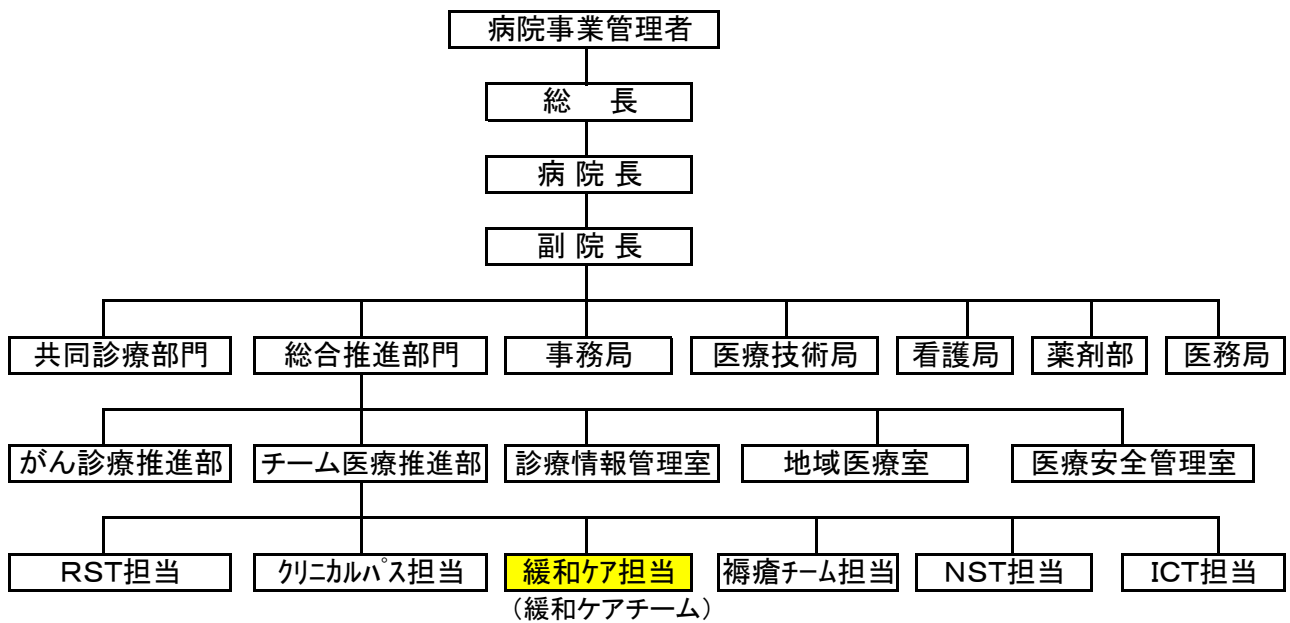 病院事業管理者
総　長
病 院 長
副 院 長
共同診療部門 総合推進部門 事務局 医療技術局 看護局 薬剤部 医務局
がん診療推進部 チーム医療推進部 診療情報管理室 地域医療室 医療安全管理室
RST担当 ｸﾘﾆｶﾙﾊﾟｽ担当 緩和ｹｱ担当 褥瘡ﾁｰﾑ担当 NST担当 ICT担当
（緩和ケアチーム）